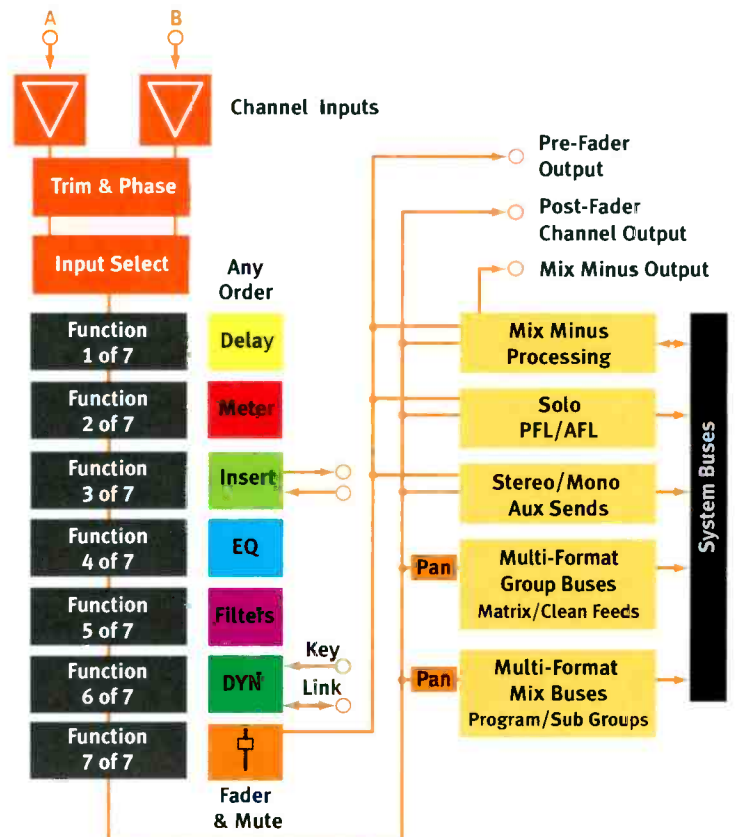 A
B
Channel Inputs
Trim & Phase
Input Select
Any
Order
Function
1 of 7
Delay
Function
2 of 7
Meter
Function
3 of 7
Insert
Function
4 of 7
EQ
Function
5 of 7
Filters
Function
6 of 7
DYN
Key
Link
Function
7 of 7
Fader
& Mute
Pre-Fader
Output
Post-Fader
Channel Output
Mix Minus Output
Mix Minus
Processing
Solo
PFL/AFL
Stereo/Mono
Aux Sends
Pan
Multi-Format
Group Buses
Matrix/Clean Feeds
Pan
Multi-Format
Mix Buses
Program/Sub Groups
System Buses